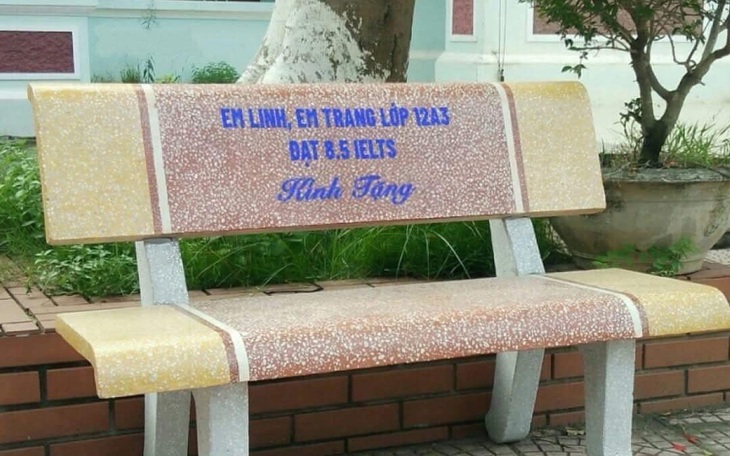 EM LINH, EM TRANG LỚP 12A3
ĐẠT 8.5 IELTS
Kính Tặng